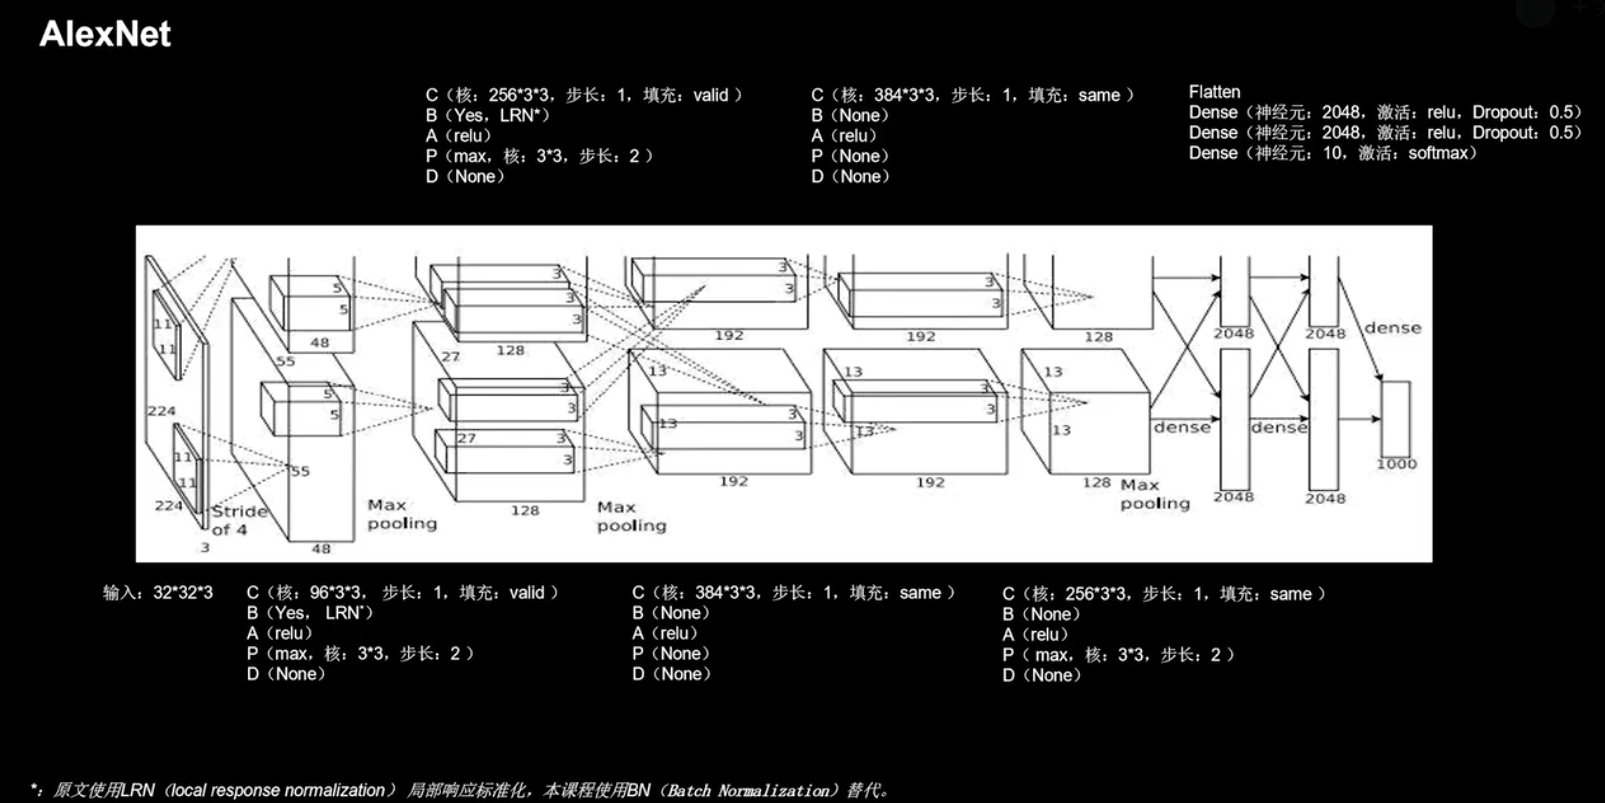 AlexNet
C（核：256*3*3，步长：1，填充：valid ）
B（Yes，LRN*）
A（relu）
P（max，核：3*3，步长：2 ）
D（None）
C（核：384*3*3，步长：1，填充：same ）
B（None）
A（relu）
P（None）
D（None）
Flatten
Dense（神经元：2048，激活：relu，Dropout：0.5）
Dense（神经元：2048，激活：relu，Dropout：0.5）
Dense（神经元：10，激活：softmax）
11
11
224
11
11
224
3
Stride
of 4
5
5
48
55
5
5
55
48
Max
pooling
3
3
3
128
27
3
3
27
3
3
128
Max
pooling
3
3
192
13
3
13
3
192
3
3
192
13
3
3
13
192
128
13
13
128
Max
pooling
2048
2048
dense
dense
dense
2048
2048
1000
输入：32*32*3
C（核：96*3*3， 步长：1，填充：valid ）
B（Yes， LRN*）
A（relu）
P（max，核：3*3，步长：2 ）
D（None）
C（核：384*3*3，步长：1，填充：same ）
B（None）
A（relu）
P（None）
D（None）
C（核：256*3*3，步长：1，填充：same ）
B（None）
A（relu）
P（ max，核：3*3，步长：2 ）
D（None）
*：原文使用LRN（local response normalization） 局部响应标准化，本课程使用BN（Batch Normalization）替代。